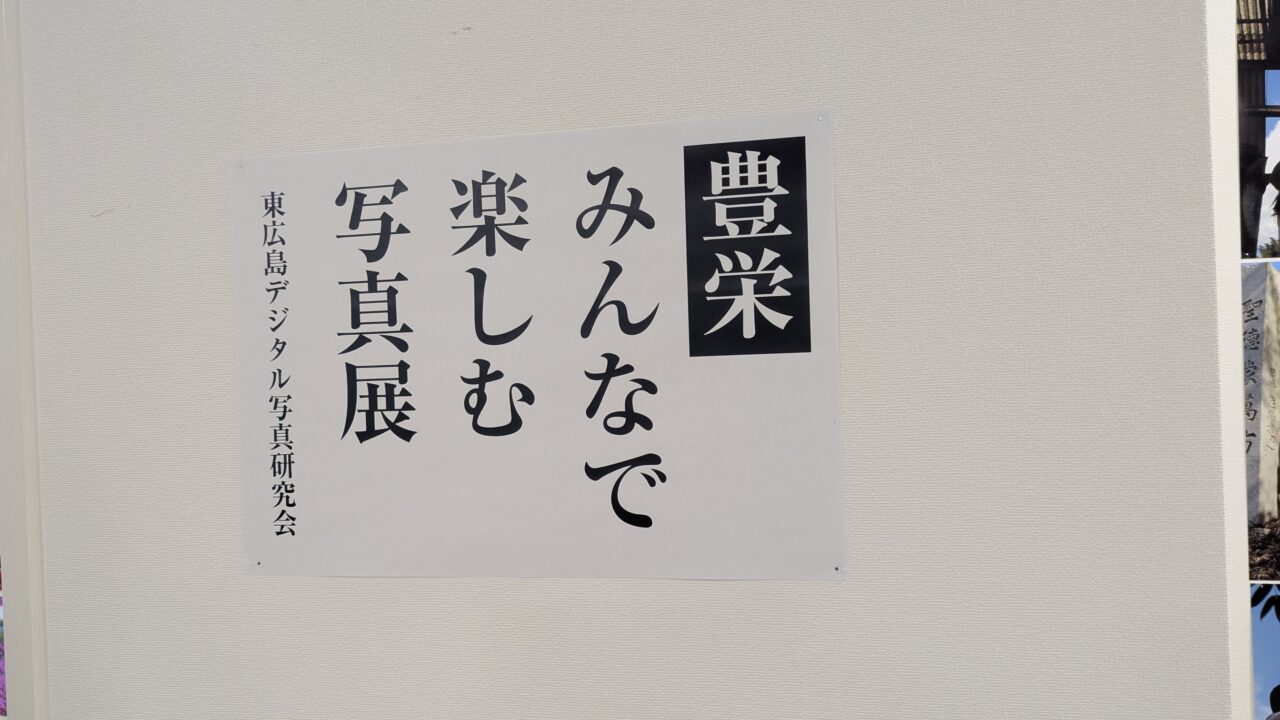 豊栄
みんなで
楽しむ
写真展
東広島デジタル写真研究会